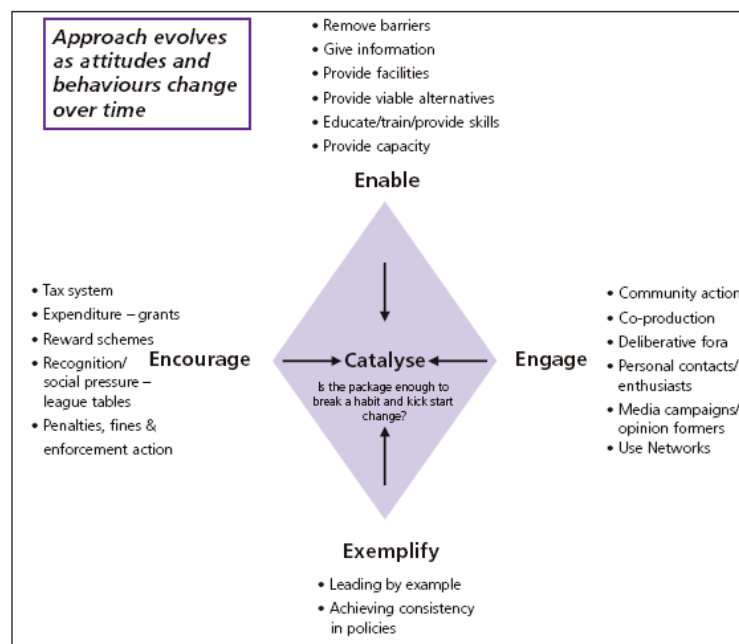 Approach evolves
as attitudes and
behaviours change
over time
• Remove barriers
• Give information
• Provide facilities
• Provide viable alternatives
• Educate/train/provide skills
• Provide capacity
Enable
• Tax system
• Expenditure – grants
• Reward schemes
• Recognition/
social pressure –
league tables
• Penalties, fines &
enforcement action
Encourage
Catalyse
Is the package enough to
break a habit and kick start
change?
Engage
• Community action
• Co-production
• Deliberative fora
• Personal contacts/
enthusiasts
• Media campaigns/
opinion formers
• Use Networks
Exemplify
• Leading by example
• Achieving consistency
in policies